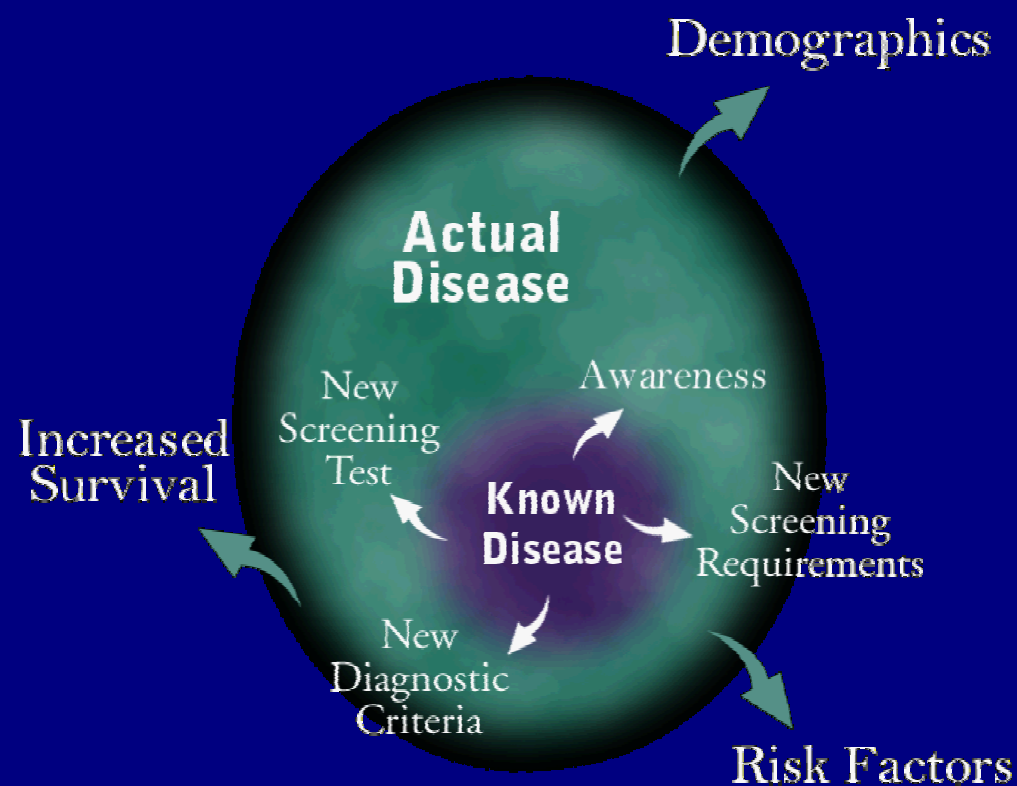 Demographics
Actual
Disease
Awareness
New
Screening
Test
Increased
Survival
Known
Disease
New
Screening
Requirements
New
Diagnostic
Criteria
Risk Factors